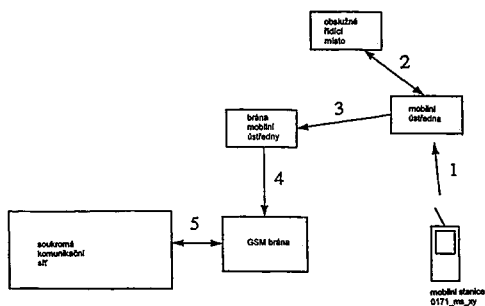 obslužné
řídící
místo
2
mobilní
ústředna
brána
mobilní
ústředny
3
1
4
soukromá
komunikační
síť
5
GSM brána
mobilní stanice
0171_ms_xy